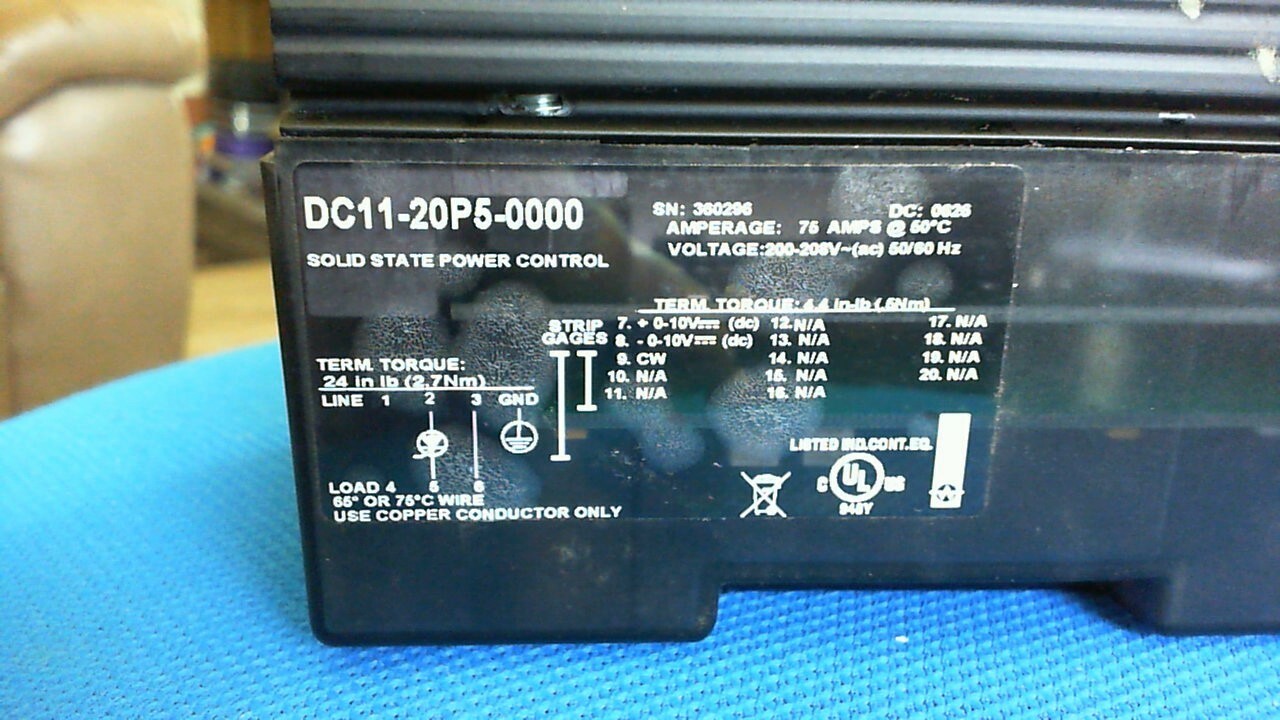 DC11-20P5-0000
SN: 360296 DC: 0626
AMPERAGE: 75 AMPS @ 50°C
VOLTAGE:200-208V~(ac) 50/60 Hz
SOLID STATE POWER CONTROL
TERM. TORQUE: 4.4 in-lb (.5Nm)
STRIP GAGES
7. + 0-10V⎓ (dc) 12. N/A 17. N/A
8. - 0-10V⎓ (dc) 13. N/A 18. N/A
9. CW 14. N/A 19. N/A
10. N/A 15. N/A 20. N/A
11. N/A 16. N/A
TERM. TORQUE:
24 in lb (2,7Nm)
LINE 1 2 3 GND
LOAD 4 5 6
65° OR 75°C WIRE
USE COPPER CONDUCTOR ONLY
LISTED IND.CONT.EQ.
C UL US
943Y